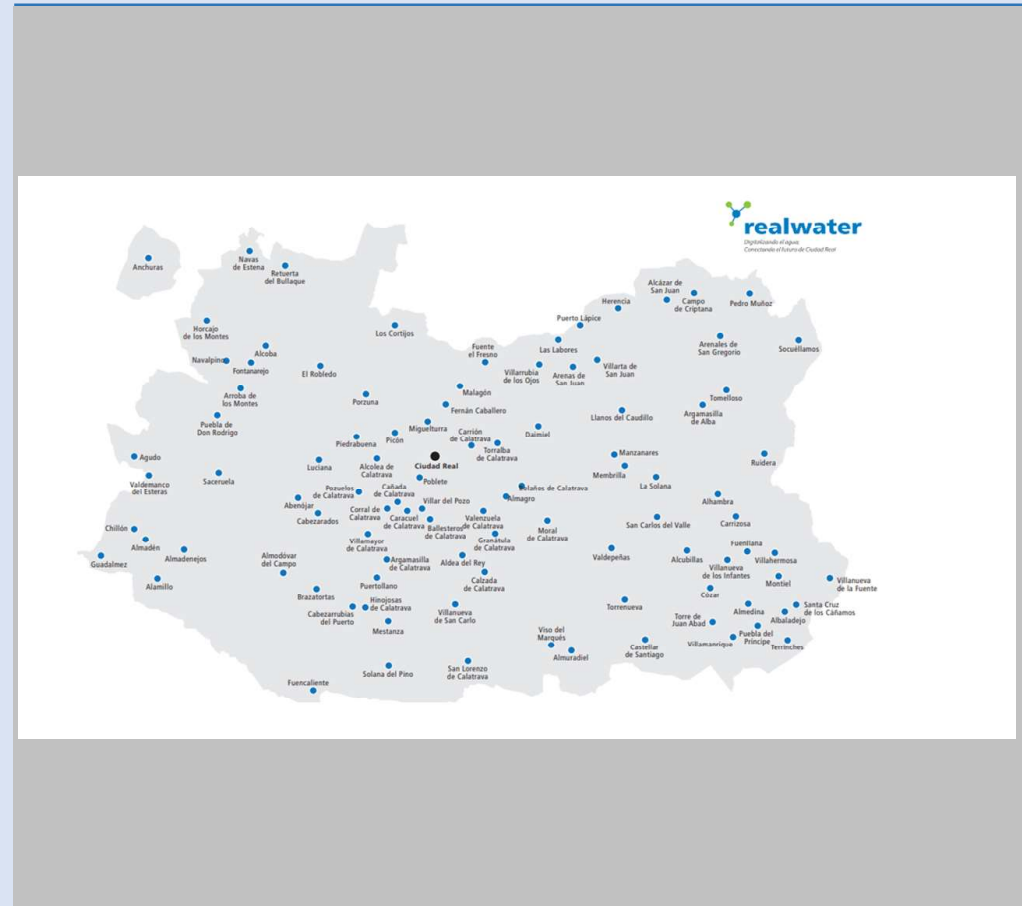 realwater
Digitalizando el agua,
Conectando el futuro de Ciudad Real
Anchuras
Navas
de Estena
Retuerta
del Bullaque
Alcázar de
San Juan
Campo
de Criptana
Pedro Muñoz
Herencia
Puerto Lápice
Horcajo
de los Montes
Los Cortijos
Las Labores
Arenales de
San Gregorio
Socuéllamos
Fuente
el Fresno
Navalpino
Alcoba
Fontanarejo
El Robledo
Villarrubia
de los Ojos
Arenas de
San Juan
Villarta de
San Juan
Arroba de
los Montes
Porzuna
Malagón
Tomelloso
Fernán Caballero
Argamasilla
de Alba
Puebla de
Don Rodrigo
Llanos del Caudillo
Miguelturra
Piedrabuena
Picón
Carrión
de Calatrava
Daimiel
Torralba
de Calatrava
Agudo
Luciana
Alcolea de
Calatrava
Ciudad Real
Manzanares
Ruidera
Valdemanco
del Esteras
Saceruela
Poblete
Membrilla
La Solana
Pozuelos
de Calatrava
Cañada
de Calatrava
Bolaños de Calatrava
Almagro
Alhambra
Abenójar
Cabezarados
Corral de
Calatrava
Caracuel
de Calatrava
Villar del Pozo
Ballesteros
de Calatrava
Valenzuela
de Calatrava
Moral
de Calatrava
San Carlos del Valle
Carrizosa
Chillón
Almadén
Guadalmez
Almadenejos
Villamayor
de Calatrava
Granátula
de Calatrava
Almodóvar
del Campo
Argamasilla
de Calatrava
Aldea del Rey
Valdepeñas
Alcubillas
Fuenllana
Villanueva
de los Infantes
Villahermosa
Alamillo
Puertollano
Calzada
de Calatrava
Montiel
Villanueva
de la Fuente
Brazatortas
Cózar
Cabezarrubias
del Puerto
Hinojosas
de Calatrava
Villanueva
de San Carlo
Torrenueva
Almedina
Santa Cruz
de los Cáñamos
Albaladejo
Mestanza
Torre de
Juan Abad
Viso del
Marqués
Almuradiel
Castellar
de Santiago
Villamanrique
Puebla del
Príncipe
Terrinches
Solana del Pino
San Lorenzo
de Calatrava
Fuencaliente